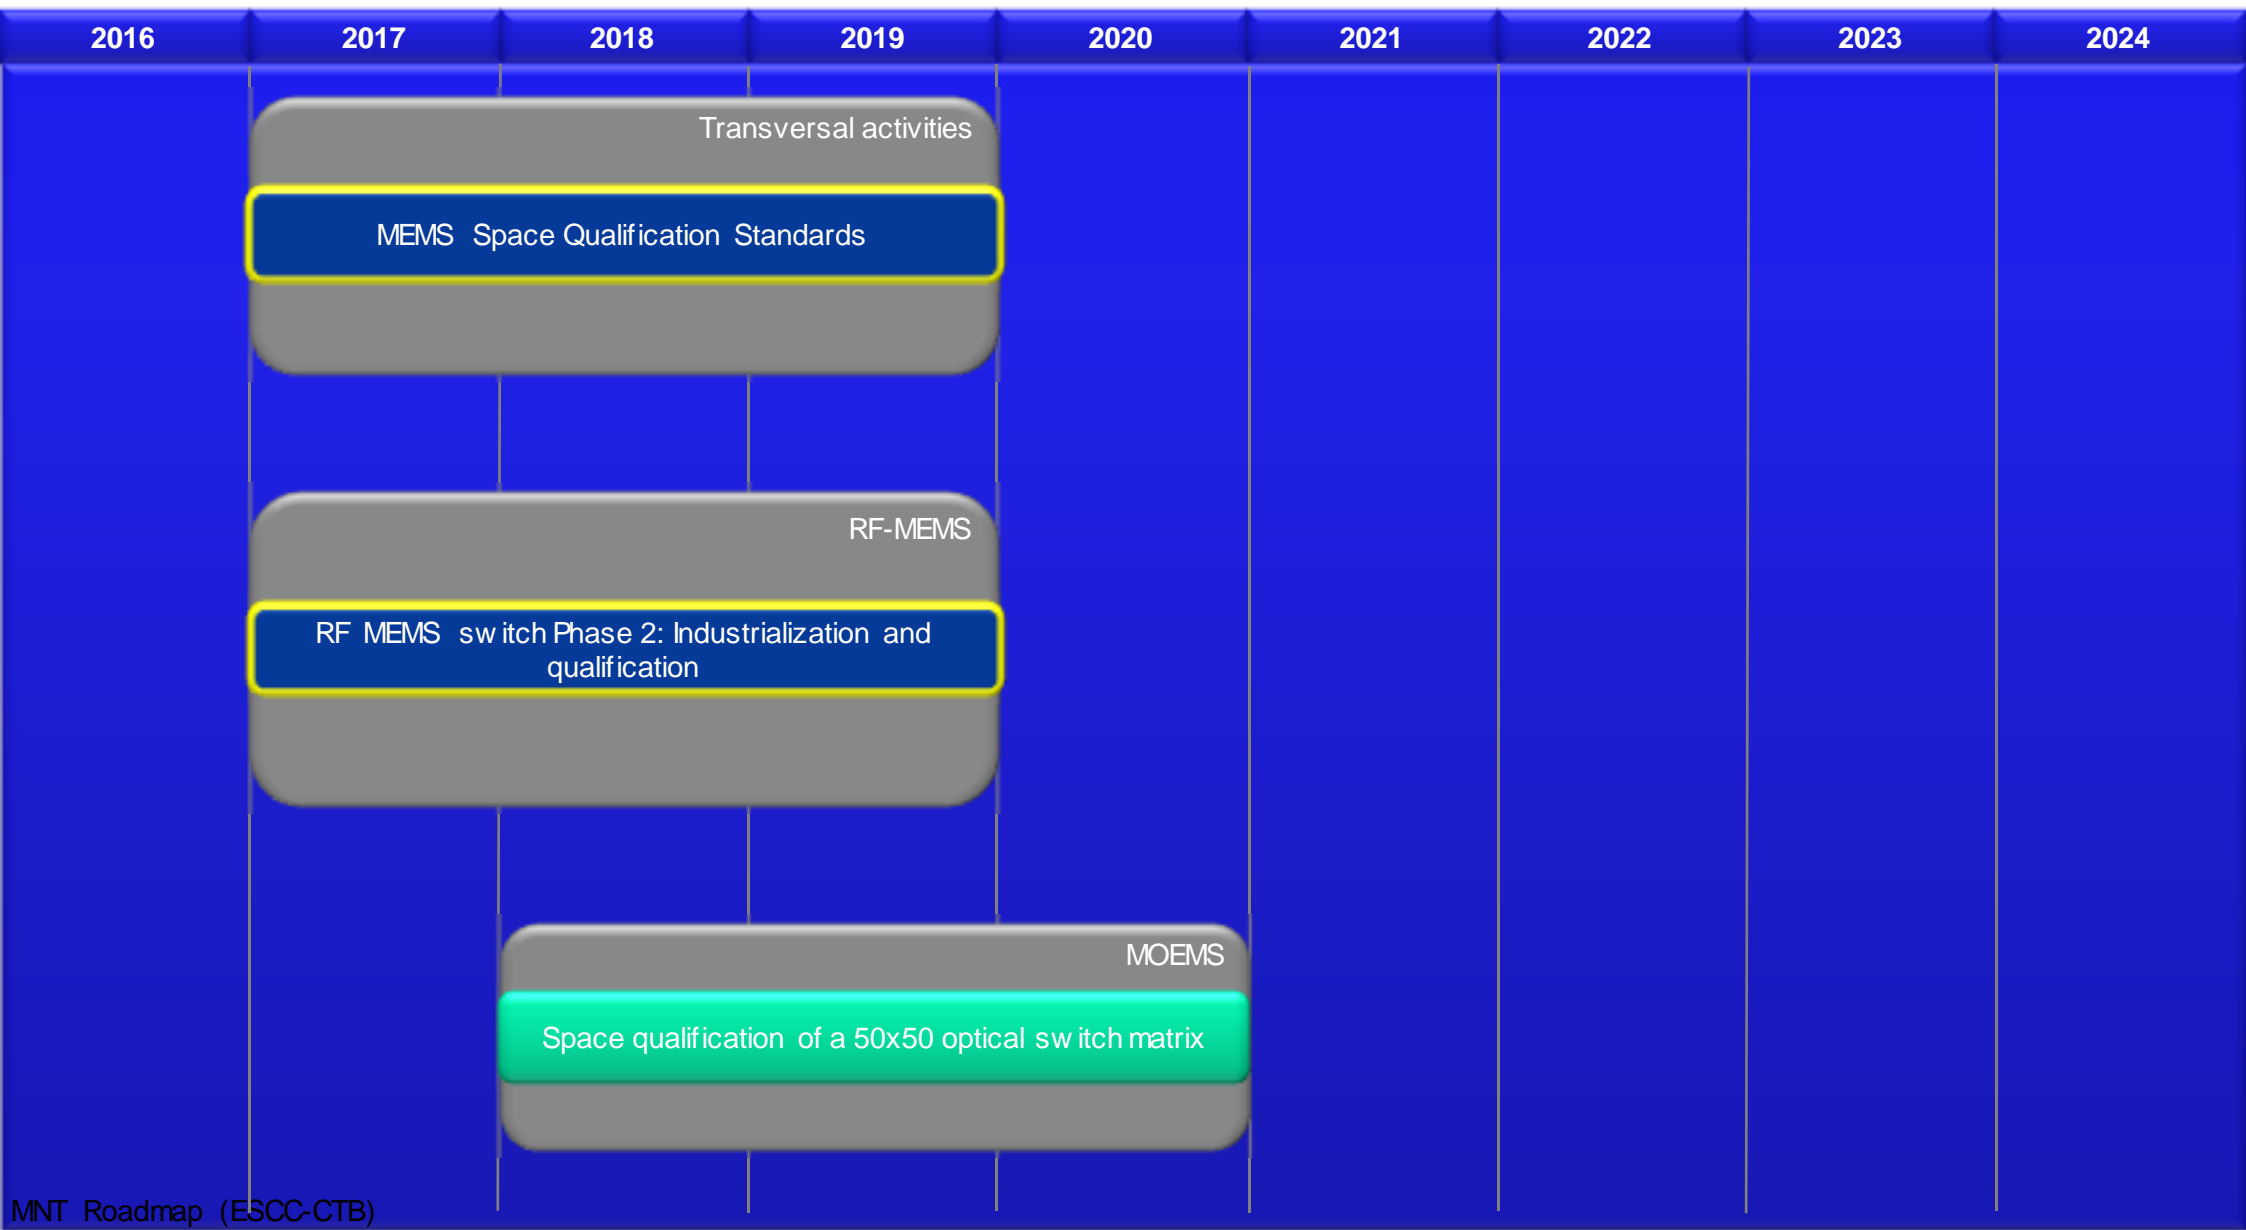 2016 2017 2018 2019 2020 2021 2022 2023 2024
Transversal activities
MEMS Space Qualification Standards
RF-MEMS
RF MEMS switch Phase 2: Industrialization and
qualification
MOEMS
Space qualification of a 50x50 optical switch matrix
MNT Roadmap (ESCC-CTB)